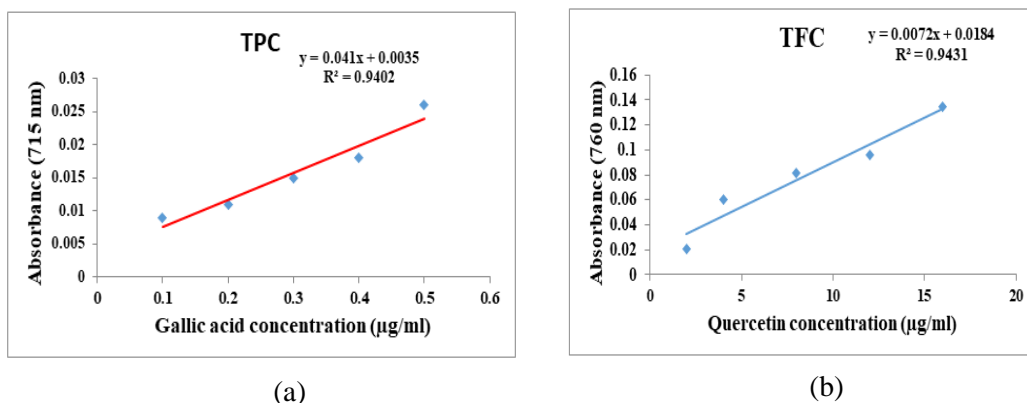 TPC
y = 0.041x + 0.0035
R² = 0.9402
0.03
0.025
0.02
0.015
0.01
0.005
0
0 0.1 0.2 0.3 0.4 0.5 0.6
Absorbance (715 nm)
Gallic acid concentration (µg/ml)
(a)
TFC
y = 0.0072x + 0.0184
R² = 0.9431
0.16
0.14
0.12
0.1
0.08
0.06
0.04
0.02
0
0 5 10 15 20
Absorbance (760 nm)
Quercetin concentration (µg/ml)
(b)